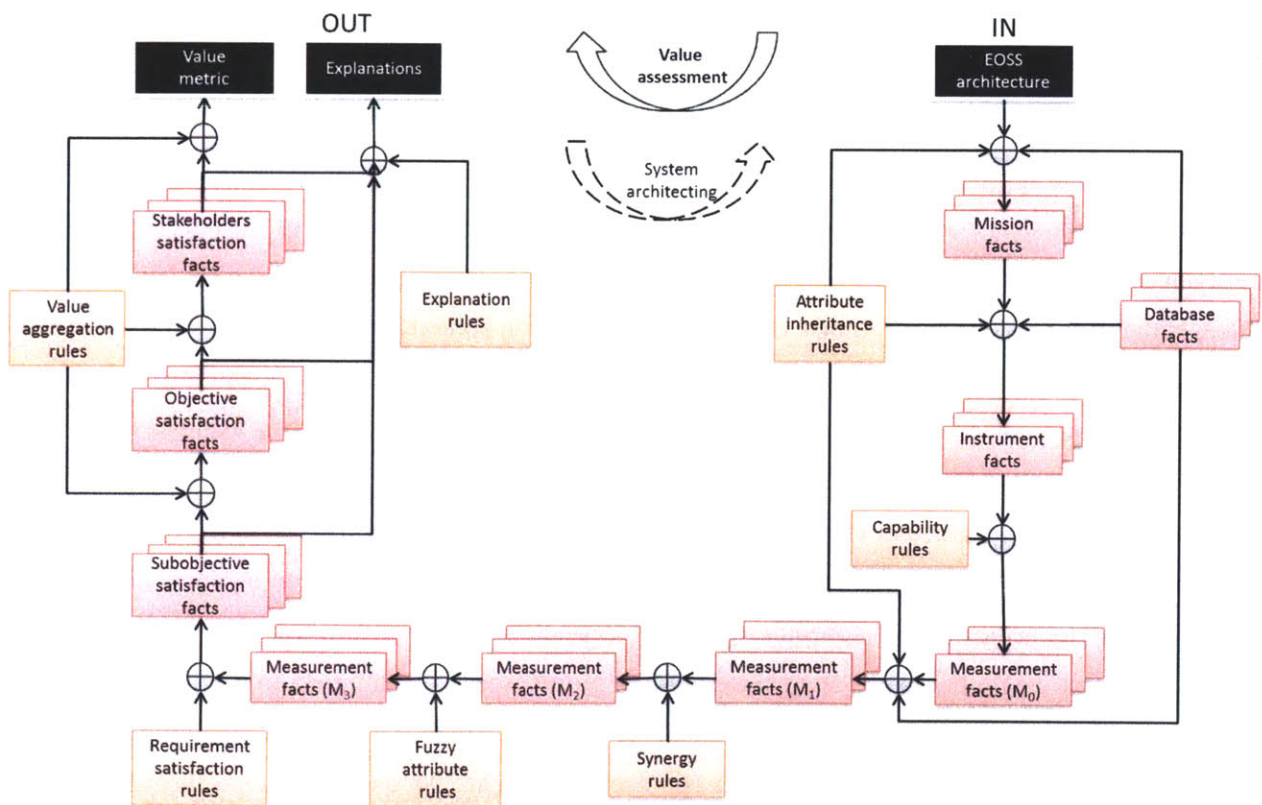 OUT
IN
Value
metric
Explanations
Value
assessment
EOSS
architecture
System
architecting
Stakeholders
satisfaction
facts
Mission
facts
Value
aggregation
rules
Explanation
rules
Attribute
inheritance
rules
Database
facts
Objective
satisfaction
facts
Instrument
facts
Capability
rules
Subobjective
satisfaction
facts
Measurement
facts (M₃)
Measurement
facts (M₂)
Measurement
facts (M₁)
Measurement
facts (M₀)
Requirement
satisfaction
rules
Fuzzy
attribute
rules
Synergy
rules